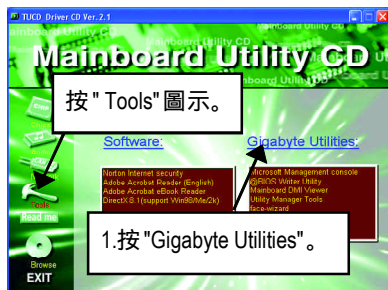 TUCD_Driver CD Ver.2.1
Mainboard Utility CD
按" Tools"圖示。
Software:
Gigabyte Utilities:
Norton Internet security
Adobe Acrobat Reader (English)
Adobe Acrobat eBook Reader
DirectX 8.1(support Win98/Me/2k)
Microsoft Management console
@BIOS Writer Utility
Mainboard DMI Viewer
Utility Manager Tools
face-wizard
Tools
Read me
1.按"Gigabyte Utilities"。
Browse
EXIT